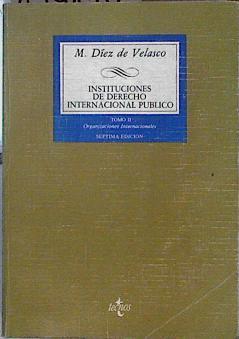 M. Díez de Velasco
INSTITUCIONES
DE DERECHO
INTERNACIONAL PUBLICO
TOMO II
Organizaciones Internacionales
SEPTIMA EDICION
tecnos